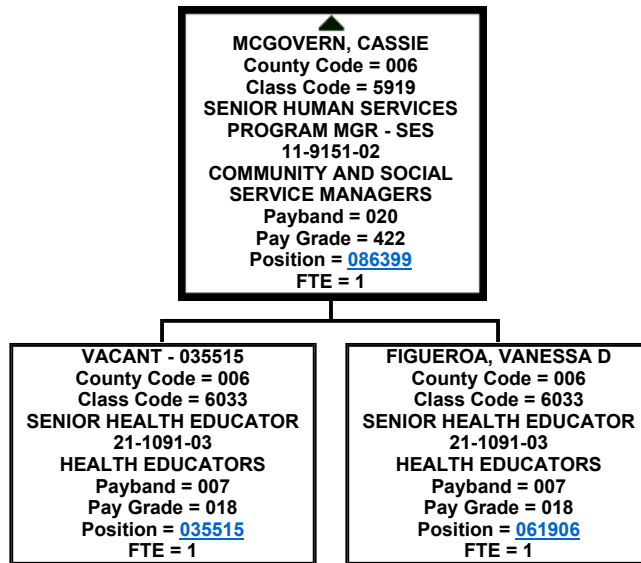 MCGOVERN, CASSIE
County Code = 006
Class Code = 5919
SENIOR HUMAN SERVICES
PROGRAM MGR - SES
11-9151-02
COMMUNITY AND SOCIAL
SERVICE MANAGERS
Payband = 020
Pay Grade = 422
Position = 086399
FTE = 1
VACANT - 035515
County Code = 006
Class Code = 6033
SENIOR HEALTH EDUCATOR
21-1091-03
HEALTH EDUCATORS
Payband = 007
Pay Grade = 018
Position = 035515
FTE = 1
FIGUEROA, VANESSA D
County Code = 006
Class Code = 6033
SENIOR HEALTH EDUCATOR
21-1091-03
HEALTH EDUCATORS
Payband = 007
Pay Grade = 018
Position = 061906
FTE = 1